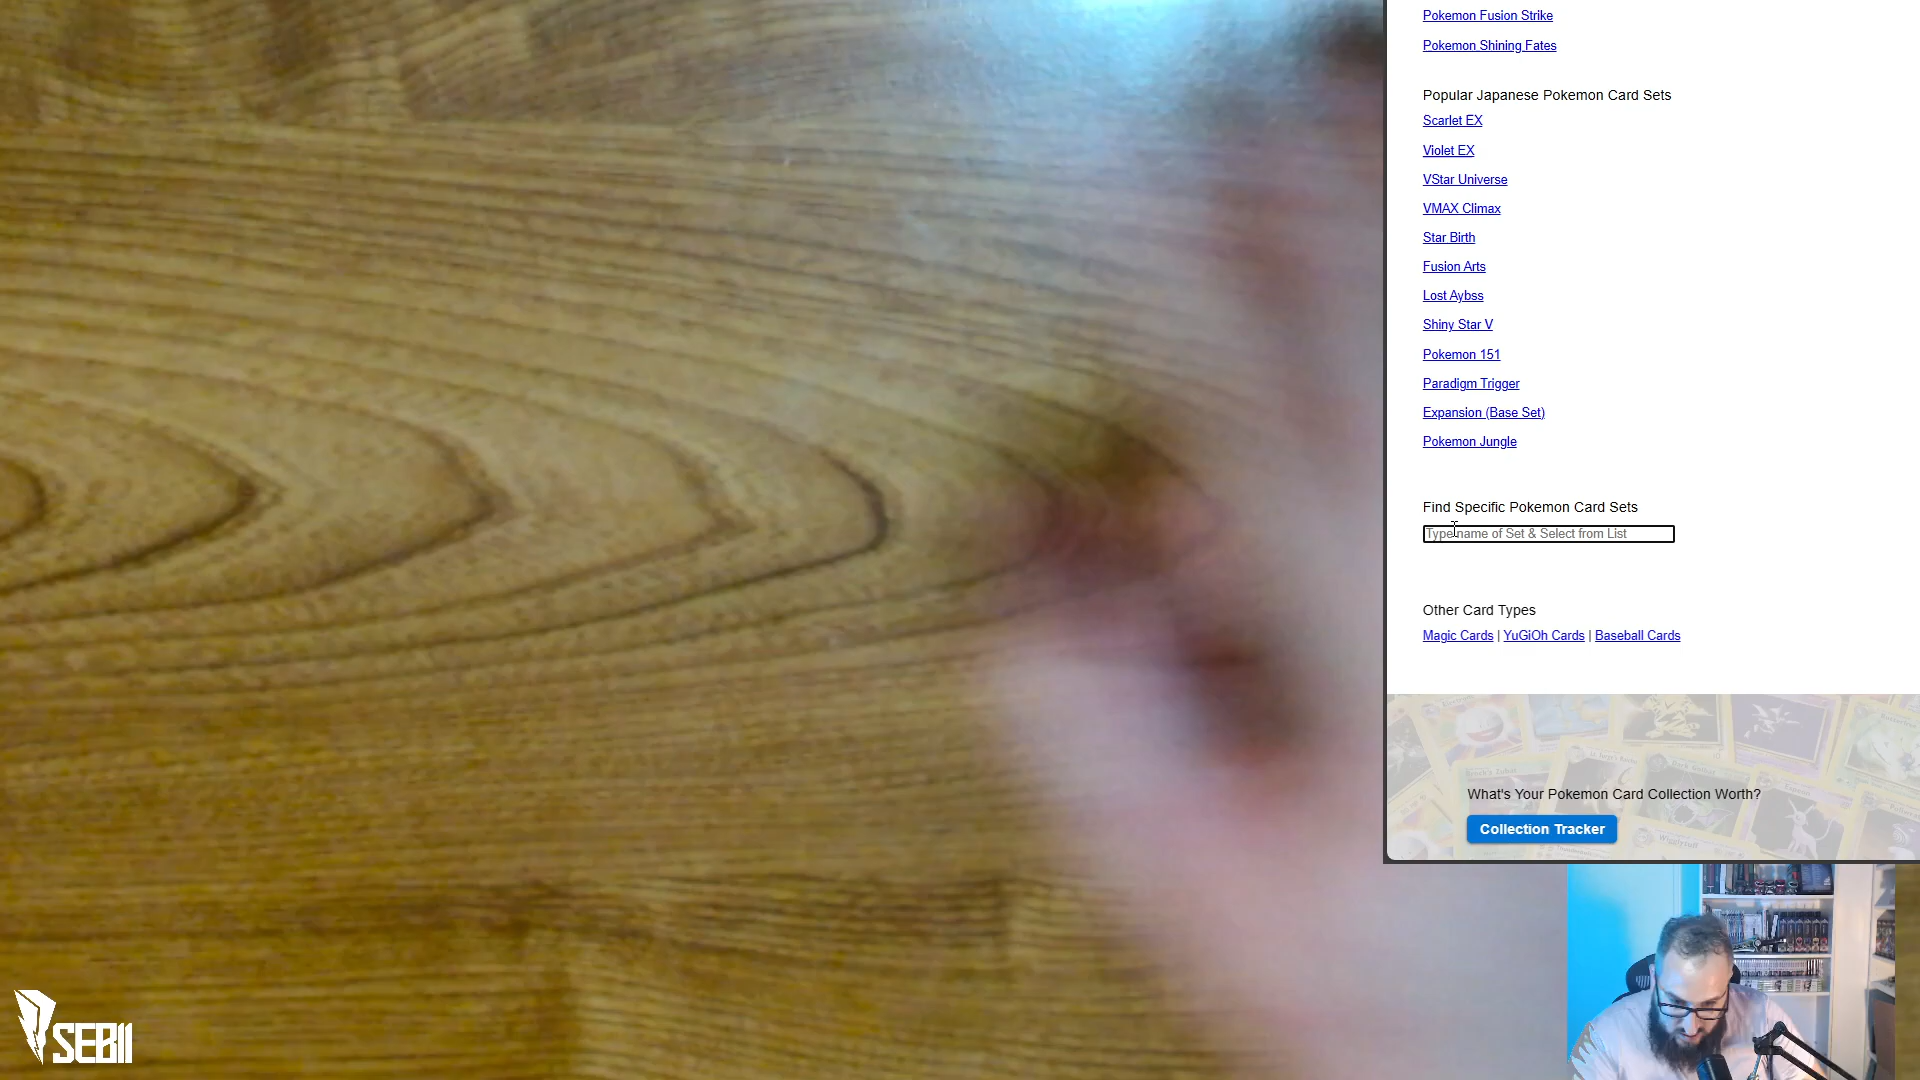 Pokemon Fusion Strike
Pokemon Shining Fates
Popular Japanese Pokemon Card Sets
Scarlet EX
Violet EX
VStar Universe
VMAX Climax
Star Birth
Fusion Arts
Lost Aybss
Shiny Star V
Pokemon 151
Paradigm Trigger
Expansion (Base Set)
Pokemon Jungle
Find Specific Pokemon Card Sets
Type name of Set & Select from List
Other Card Types
Magic Cards | YuGiOh Cards | Baseball Cards
What's Your Pokemon Card Collection Worth?
Collection Tracker
SEBII